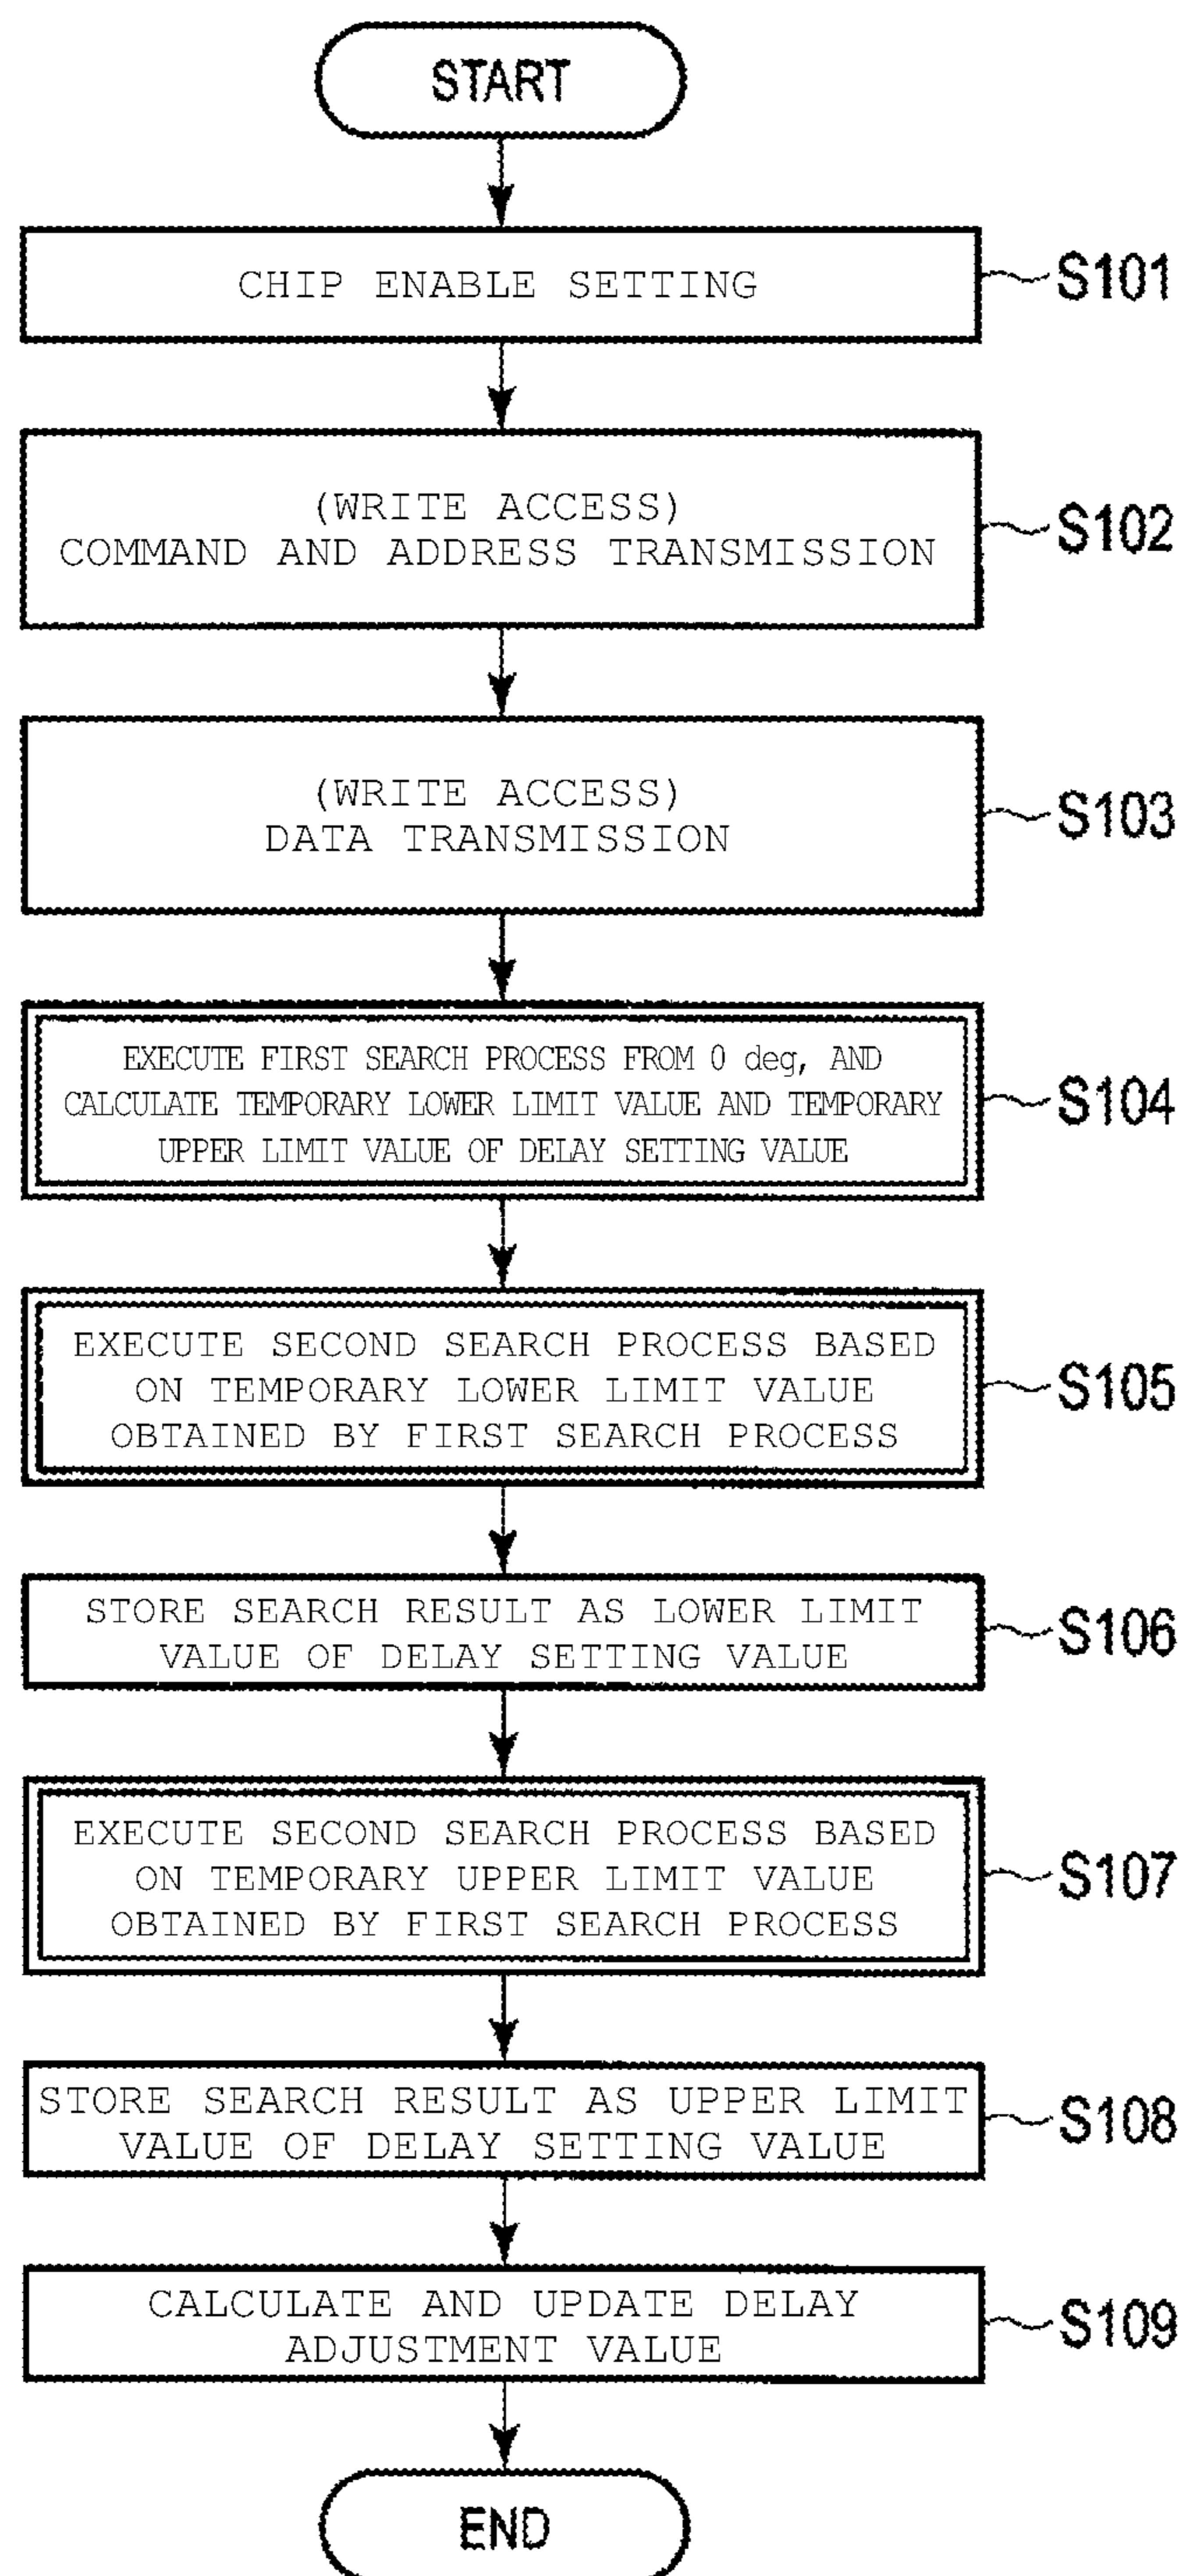 START
CHIP ENABLE SETTING
S101
(WRITE ACCESS)
COMMAND AND ADDRESS TRANSMISSION
S102
(WRITE ACCESS)
DATA TRANSMISSION
S103
EXECUTE FIRST SEARCH PROCESS FROM 0 deg, AND
CALCULATE TEMPORARY LOWER LIMIT VALUE AND TEMPORARY
UPPER LIMIT VALUE OF DELAY SETTING VALUE
S104
EXECUTE SECOND SEARCH PROCESS BASED
ON TEMPORARY LOWER LIMIT VALUE
OBTAINED BY FIRST SEARCH PROCESS
S105
STORE SEARCH RESULT AS LOWER LIMIT
VALUE OF DELAY SETTING VALUE
S106
EXECUTE SECOND SEARCH PROCESS BASED
ON TEMPORARY UPPER LIMIT VALUE
OBTAINED BY FIRST SEARCH PROCESS
S107
STORE SEARCH RESULT AS UPPER LIMIT
VALUE OF DELAY SETTING VALUE
S108
CALCULATE AND UPDATE DELAY
ADJUSTMENT VALUE
S109
END